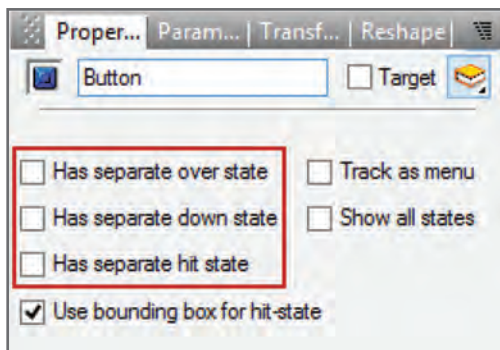 Proper... Param... Transf... Reshape
Button Target
Has separate over state Track as menu
Has separate down state Show all states
Has separate hit state
Use bounding box for hit-state